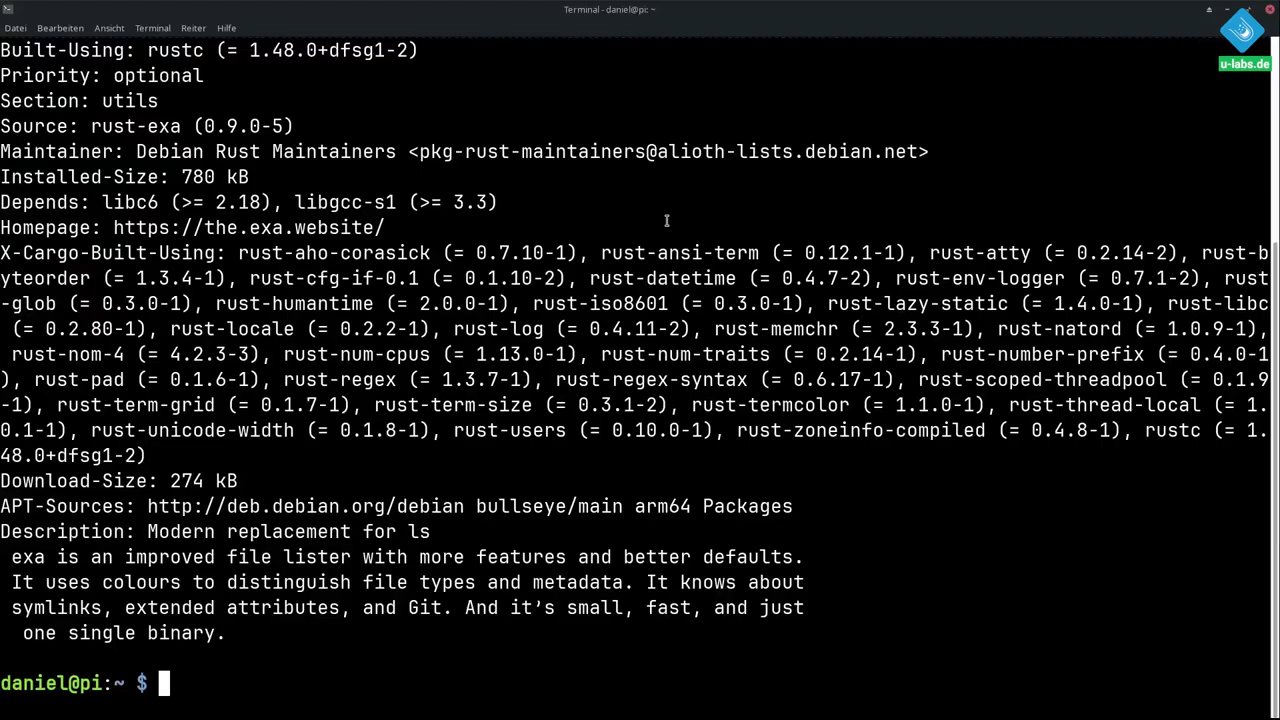 Terminal - daniel@pi: ~
Datei Bearbeiten Ansicht Terminal Reiter Hilfe
u-labs.de
Built-Using: rustc (= 1.48.0+dfsg1-2)
Priority: optional
Section: utils
Source: rust-exa (0.9.0-5)
Maintainer: Debian Rust Maintainers <pkg-rust-maintainers@alioth-lists.debian.net>
Installed-Size: 780 kB
Depends: libc6 (>= 2.18), libgcc-s1 (>= 3.3)
Homepage: https://the.exa.website/
X-Cargo-Built-Using: rust-aho-corasick (= 0.7.10-1), rust-ansi-term (= 0.12.1-1), rust-atty (= 0.2.14-2), rust-b
yteorder (= 1.3.4-1), rust-cfg-if-0.1 (= 0.1.10-2), rust-datetime (= 0.4.7-2), rust-env-logger (= 0.7.1-2), rust
-glob (= 0.3.0-1), rust-humantime (= 2.0.0-1), rust-iso8601 (= 0.3.0-1), rust-lazy-static (= 1.4.0-1), rust-libc
(= 0.2.80-1), rust-locale (= 0.2.2-1), rust-log (= 0.4.11-2), rust-memchr (= 2.3.3-1), rust-natord (= 1.0.9-1),
rust-nom-4 (= 4.2.3-3), rust-num-cpus (= 1.13.0-1), rust-num-traits (= 0.2.14-1), rust-number-prefix (= 0.4.0-1
), rust-pad (= 0.1.6-1), rust-regex (= 1.3.7-1), rust-regex-syntax (= 0.6.17-1), rust-scoped-threadpool (= 0.1.9
-1), rust-term-grid (= 0.1.7-1), rust-term-size (= 0.3.1-2), rust-termcolor (= 1.1.0-1), rust-thread-local (= 1.
0.1-1), rust-unicode-width (= 0.1.8-1), rust-users (= 0.10.0-1), rust-zoneinfo-compiled (= 0.4.8-1), rustc (= 1.
48.0+dfsg1-2)
Download-Size: 274 kB
APT-Sources: http://deb.debian.org/debian bullseye/main arm64 Packages
Description: Modern replacement for ls
exa is an improved file lister with more features and better defaults.
It uses colours to distinguish file types and metadata. It knows about
symlinks, extended attributes, and Git. And it's small, fast, and just
one single binary.
daniel@pi:~ $